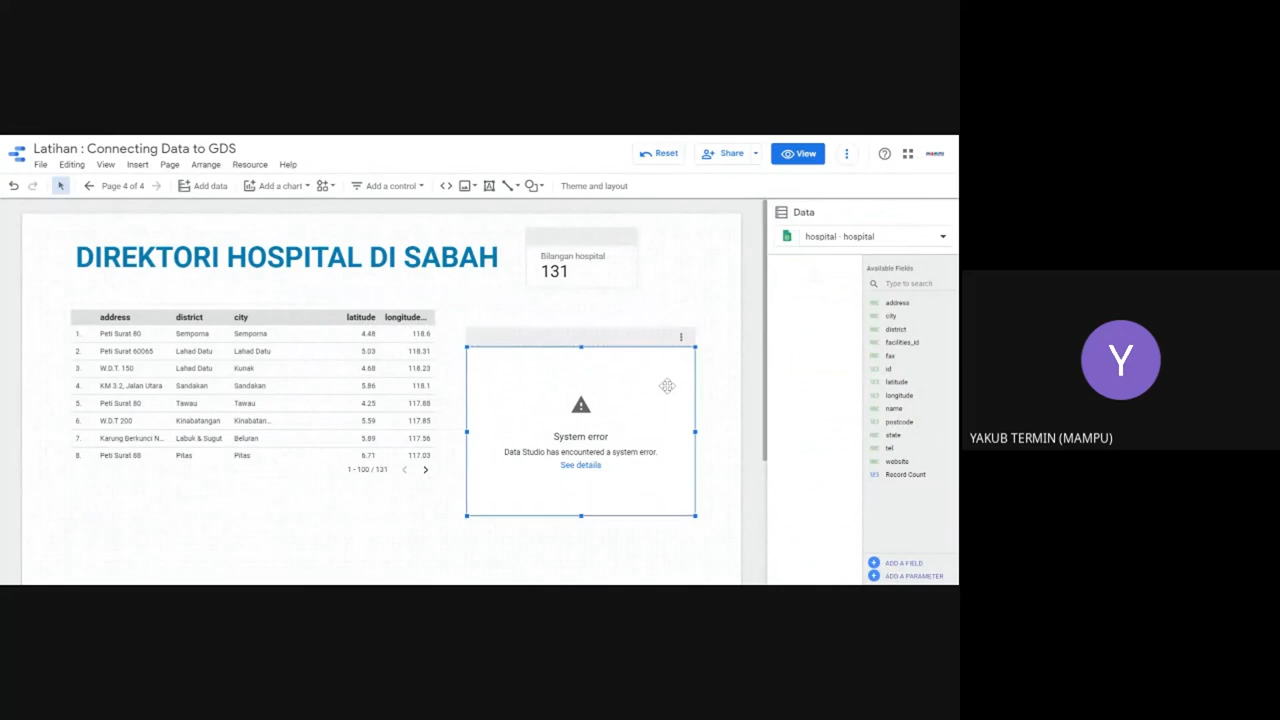 Latihan : Connecting Data to GDS
File Editing View Insert Page Arrange Resource Help
Reset Share View
Page 4 of 4 Add data Add a chart Add a control Theme and layout
DIREKTORI HOSPITAL DI SABAH
Bilangan hospital
131
address district city latitude longitude...
1. Peti Surat 80 Semporna Semporna 4.48 118.6
2. Peti Surat 60065 Lahad Datu Lahad Datu 5.03 118.31
3. W.D.T. 150 Lahad Datu Kunak 4.68 118.23
4. KM 3.2, Jalan Utara Sandakan Sandakan 5.86 118.1
5. Peti Surat 80 Tawau Tawau 4.25 117.88
6. W.D.T 200 Kinabatangan Kinabatan... 5.59 117.85
7. Karung Berkunci N... Labuk & Sugut Beluran 5.89 117.56
8. Peti Surat 68 Pitas Pitas 6.71 117.03
1 - 100 / 131
System error
Data Studio has encountered a system error.
See details
Data
hospital - hospital
Available Fields
Type to search
address
city
district
facilities_id
fax
id
latitude
longitude
name
postcode
state
tel
website
Record Count
ADD A FIELD
ADD A PARAMETER
Y
YAKUB TERMIN (MAMPU)